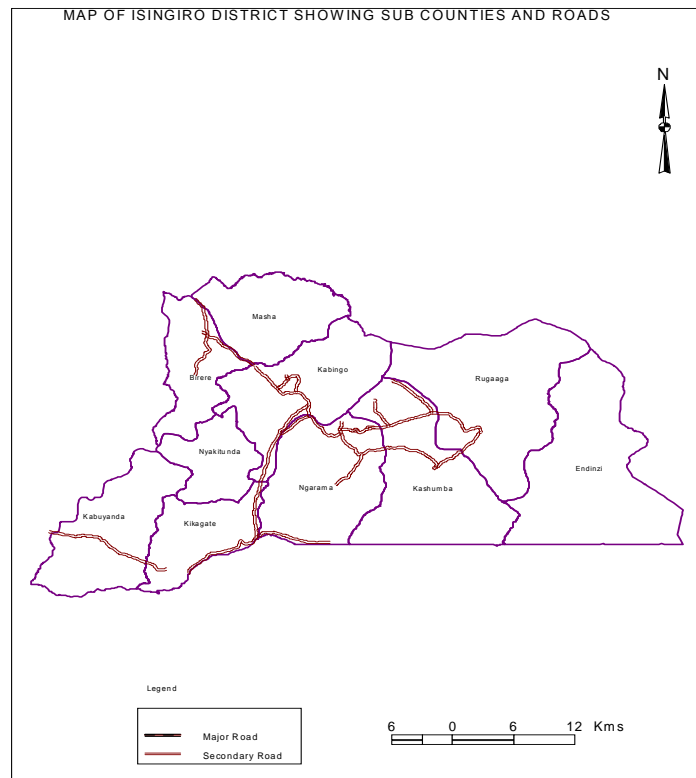 MAP OF ISINGIRO DISTRICT SHOWING SUB COUNTIES AND ROADS
N
Masha
Kabingo
Birere
Rugaaga
Nyakitunda
Endinzi
Ngarama
Kashumba
Kabuyanda
Kikagate
Legend
Major Road
Secondary Road
6 0 6 12 Kms